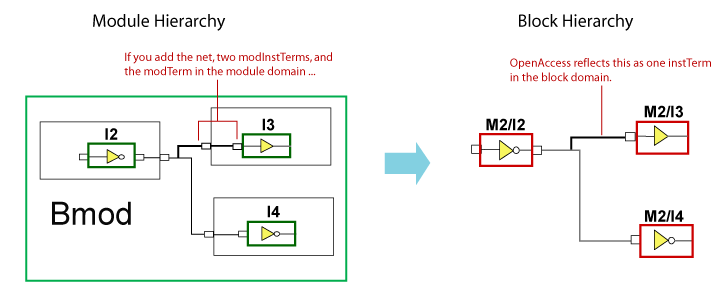 Module Hierarchy
Block Hierarchy
If you add the net, two modInstTerms, and
the modTerm in the module domain ...
OpenAccess reflects this as one instTerm
in the block domain.
I2
I3
M2/I2
M2/I3
Bmod
I4
M2/I4